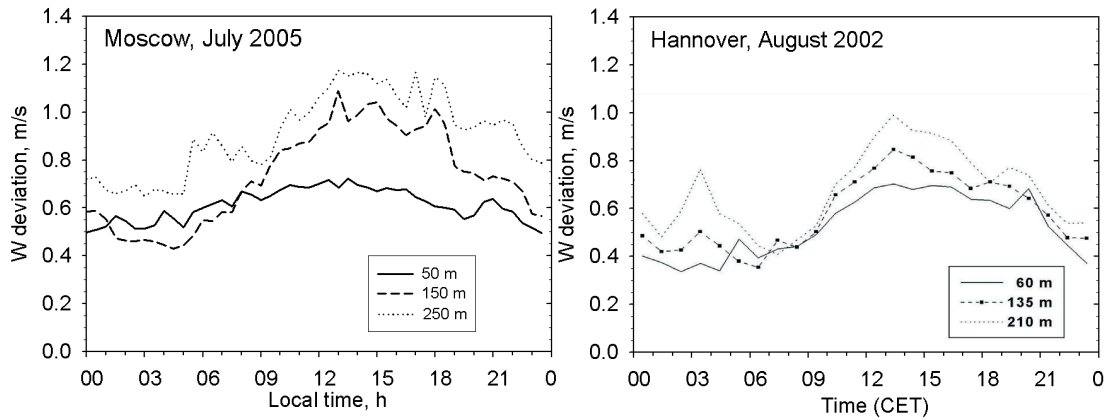 Moscow, July 2005
W deviation, m/s
1.4
1.2
1.0
0.8
0.6
0.4
0.2
0.0
50 m
150 m
250 m
00 03 06 09 12 15 18 21 0
Local time, h
Hannover, August 2002
W deviation, m/s
1.4
1.2
1.0
0.8
0.6
0.4
0.2
0.0
60 m
135 m
210 m
00 03 06 09 12 15 18 21 0
Time (CET)